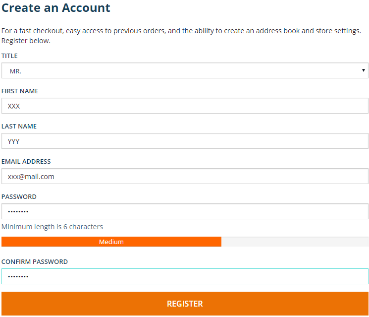 Create an Account
For a fast checkout, easy access to previous orders, and the ability to create an address book and store settings.
Register below.
TITLE
MR.
FIRST NAME
XXX
LAST NAME
YYY
EMAIL ADDRESS
xxx@mail.com
PASSWORD
••••••••
Minimum length is 6 characters
Medium
CONFIRM PASSWORD
••••••••
REGISTER